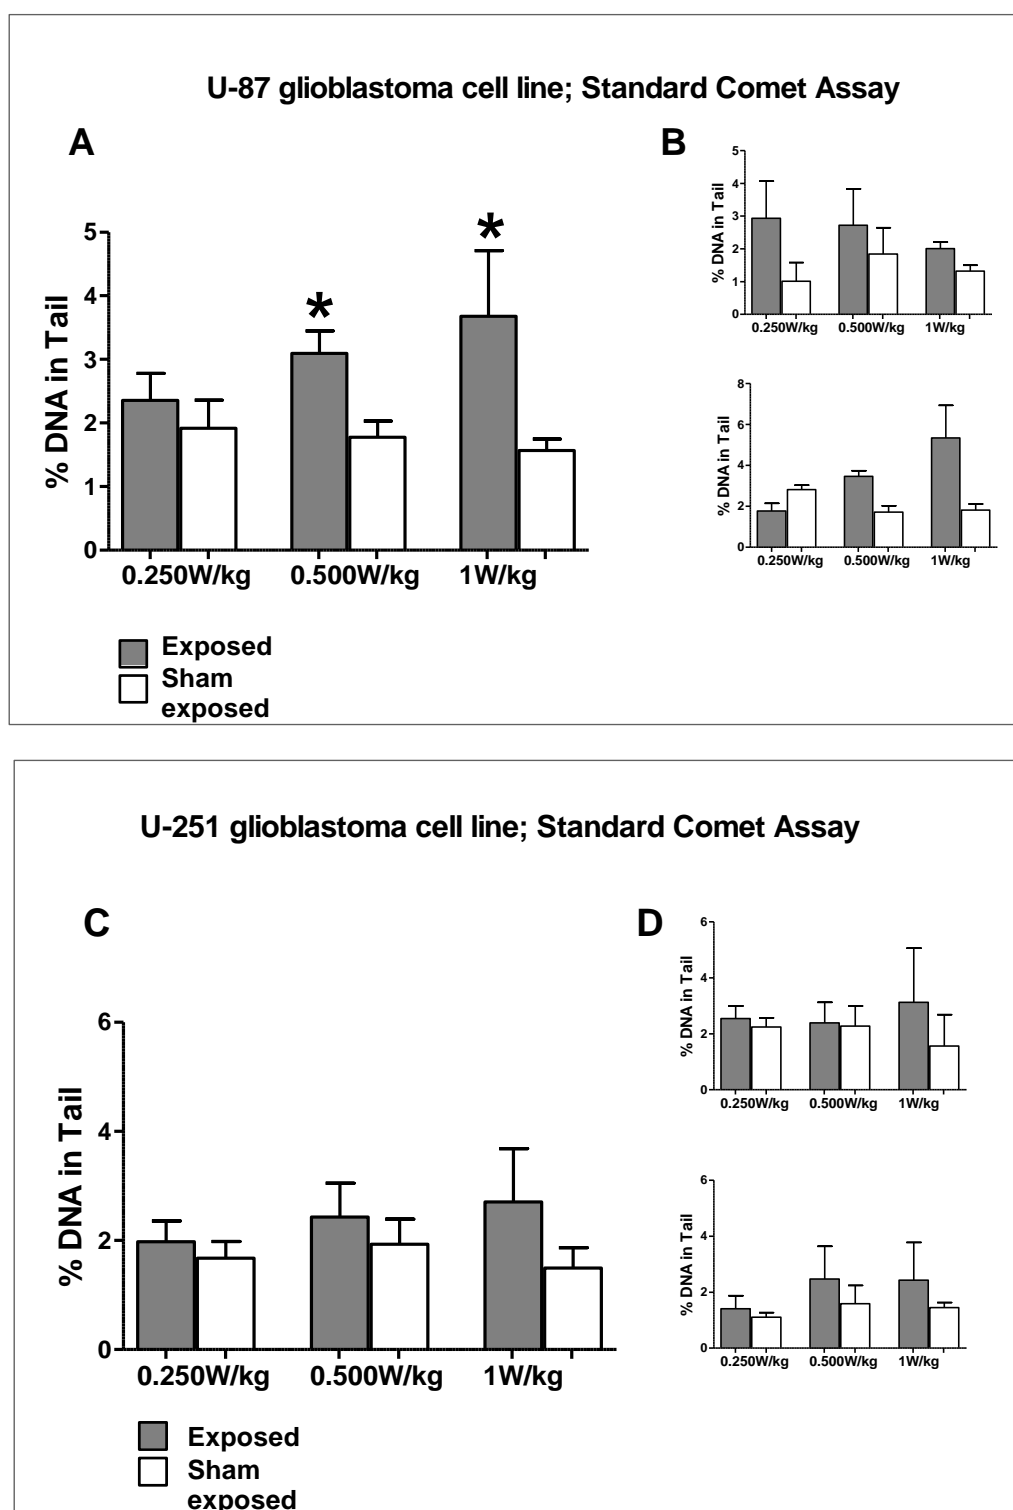 U-87 glioblastoma cell line; Standard Comet Assay
A
% DNA in Tail
5
4
3
2
1
0
*
*
0.250W/kg 0.500W/kg 1W/kg
Exposed
Sham
exposed
B
% DNA in Tail
5
4
3
2
1
0
0.250W/kg 0.500W/kg 1W/kg
% DNA in Tail
8
6
4
2
0
0.250W/kg 0.500W/kg 1W/kg
U-251 glioblastoma cell line; Standard Comet Assay
C
% DNA in Tail
6
4
2
0
0.250W/kg 0.500W/kg 1W/kg
Exposed
Sham
exposed
D
% DNA in Tail
6
4
2
0
0.250W/kg 0.500W/kg 1W/kg
% DNA in Tail
6
4
2
0
0.250W/kg 0.500W/kg 1W/kg